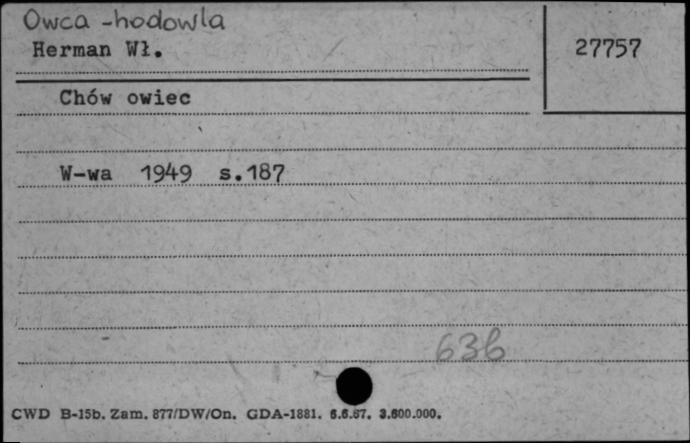 Owca - hodowla
Herman Wł.
27757
Chów owiec
W-wa 1949 s.187
636
CWD B-15b. Zam. 877/DW/On. GDA-1881. 6.6.67. 3.600.000.